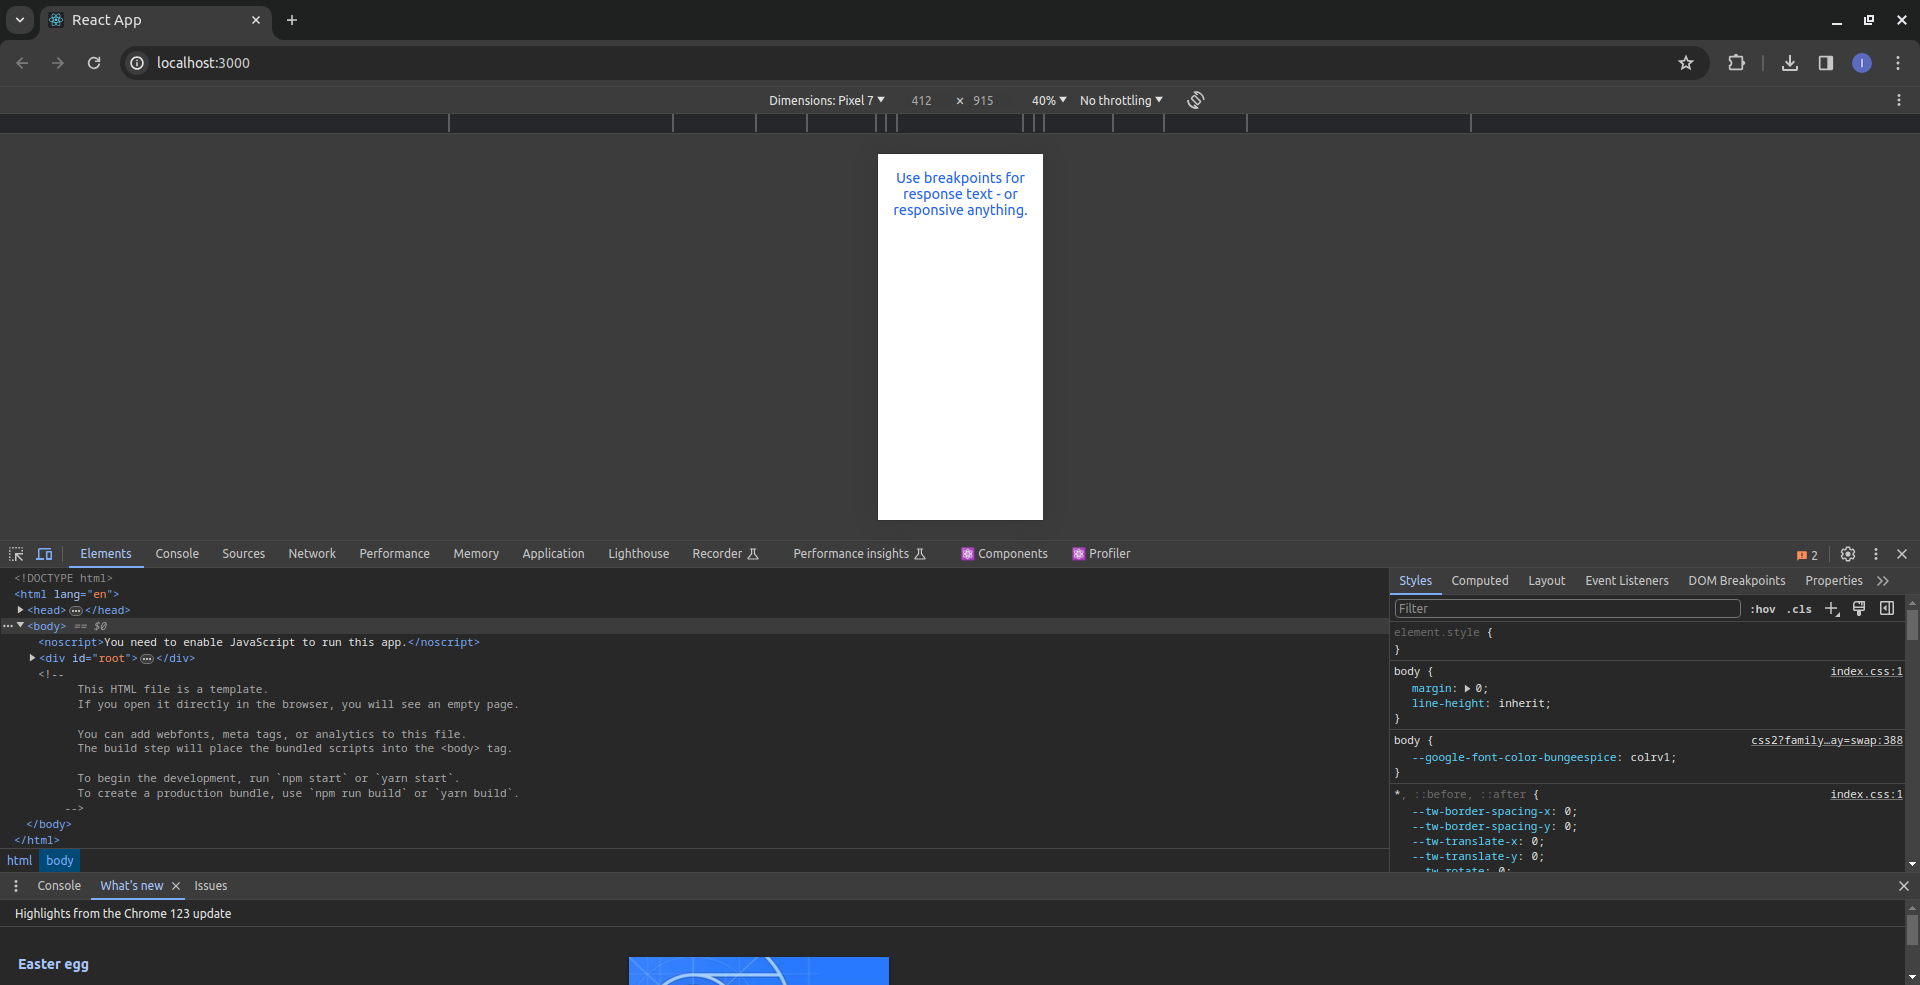 React App
localhost:3000
I
Dimensions: Pixel 7 412 × 915 40% No throttling
Use breakpoints for
response text - or
responsive anything.
Elements Console Sources Network Performance Memory Application Lighthouse Recorder Performance insights Components Profiler 2
<!DOCTYPE html>
<html lang="en">
<head> ... </head>
... <body> == $0
<noscript>You need to enable JavaScript to run this app.</noscript>
<div id="root"> ... </div>
<!--
This HTML file is a template.
If you open it directly in the browser, you will see an empty page.
You can add webfonts, meta tags, or analytics to this file.
The build step will place the bundled scripts into the <body> tag.
To begin the development, run `npm start` or `yarn start`.
To create a production bundle, use `npm run build` or `yarn build`.
-->
</body>
</html>
html body
Styles Computed Layout Event Listeners DOM Breakpoints Properties
Filter :hov .cls
element.style {
}
body { index.css:1
margin: 0;
line-height: inherit;
}
body { css2?family…ay=swap:388
--google-font-color-bungeespice: colrv1;
}
*, ::before, ::after { index.css:1
--tw-border-spacing-x: 0;
--tw-border-spacing-y: 0;
--tw-translate-x: 0;
--tw-translate-y: 0;
--tw-rotate: 0;
Console What's new Issues
Highlights from the Chrome 123 update
Easter egg